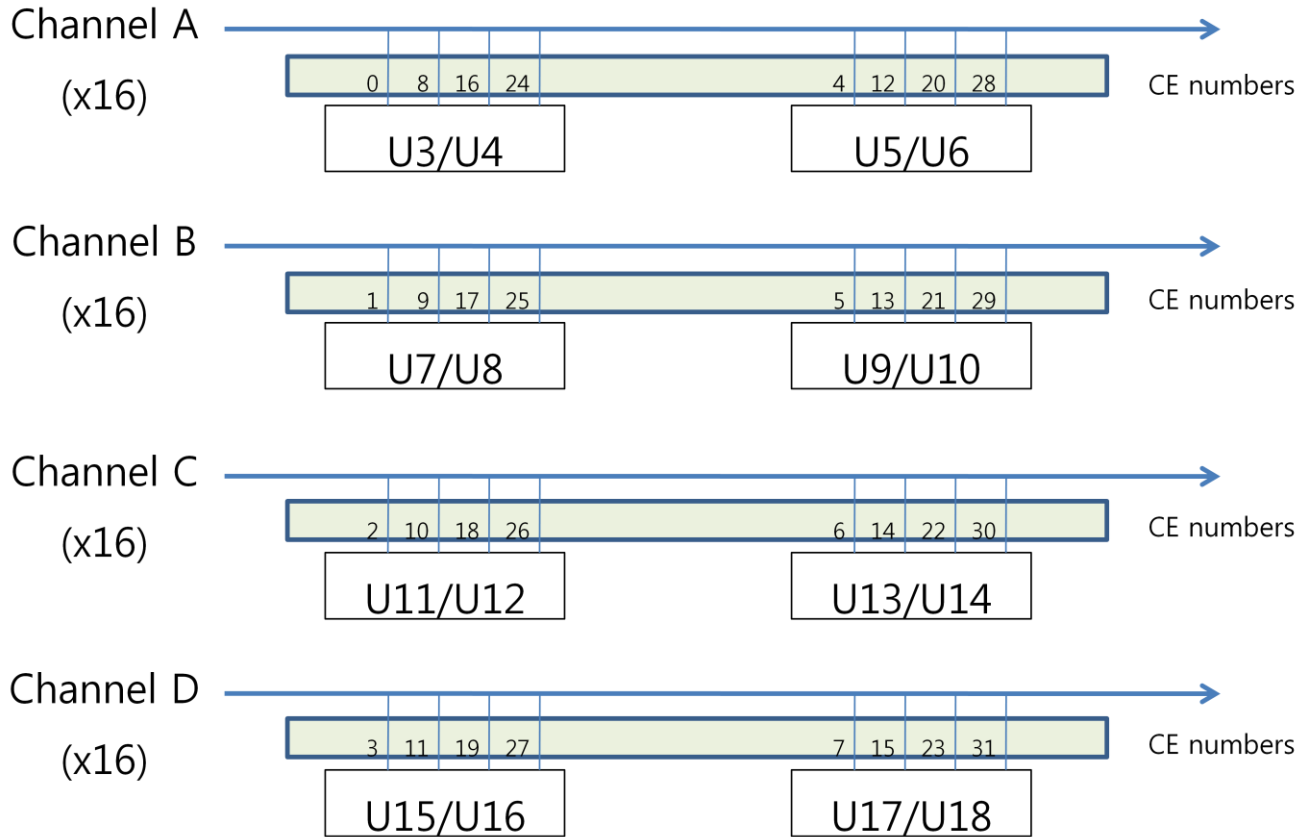 Channel A
(x16)
0 8 16 24 4 12 20 28 CE numbers
U3/U4 U5/U6
Channel B
(x16)
1 9 17 25 5 13 21 29 CE numbers
U7/U8 U9/U10
Channel C
(x16)
2 10 18 26 6 14 22 30 CE numbers
U11/U12 U13/U14
Channel D
(x16)
3 11 19 27 7 15 23 31 CE numbers
U15/U16 U17/U18